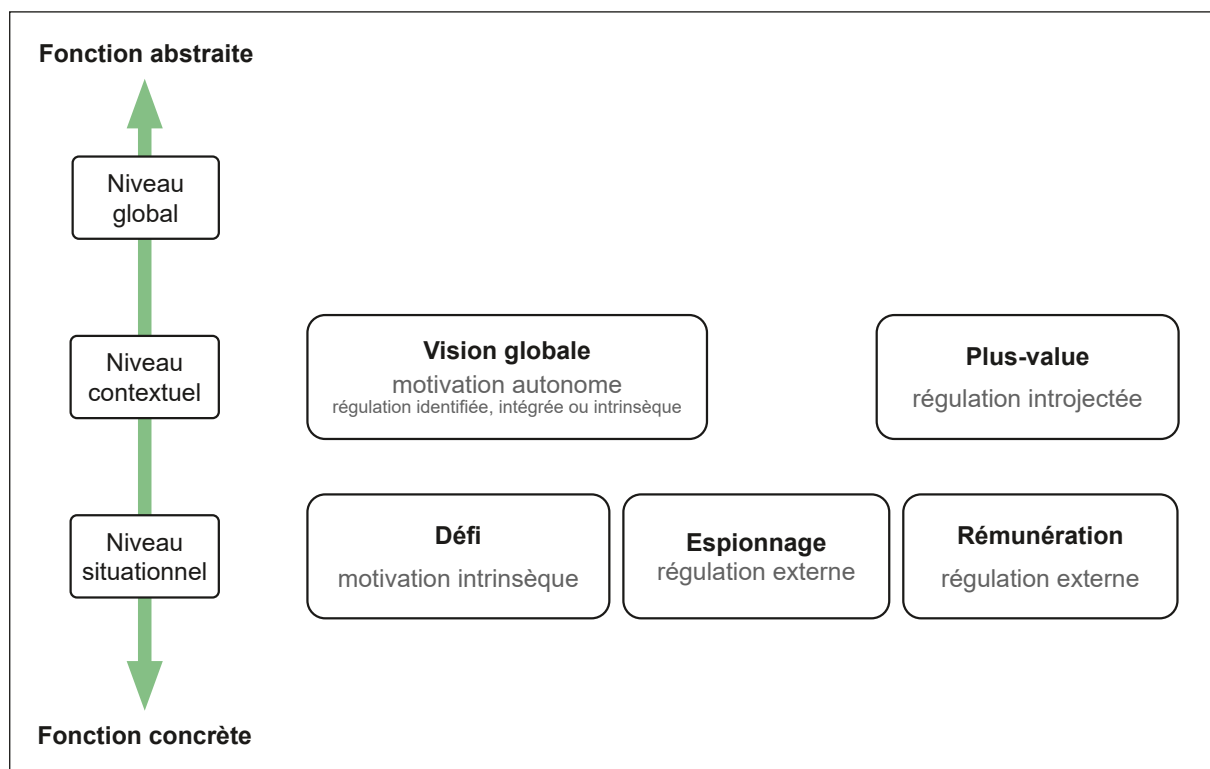 Fonction abstraite
Niveau
global
Niveau
contextuel
Vision globale
motivation autonome
régulation identifiée, intégrée ou intrinsèque
Plus-value
régulation introjectée
Niveau
situationnel
Défi
motivation intrinsèque
Espionnage
régulation externe
Rémunération
régulation externe
Fonction concrète